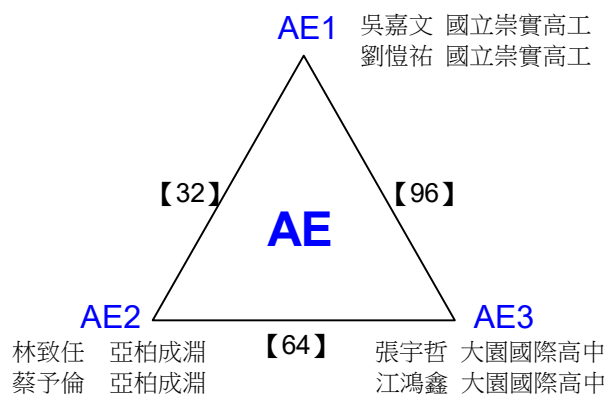 AE1 吳嘉文 國立崇實高工
劉愷祐 國立崇實高工
【32】 【96】
AE
AE2 AE3
林致任 亞柏成淵 【64】 張宇哲 大園國際高中
蔡予倫 亞柏成淵 江鴻鑫 大園國際高中